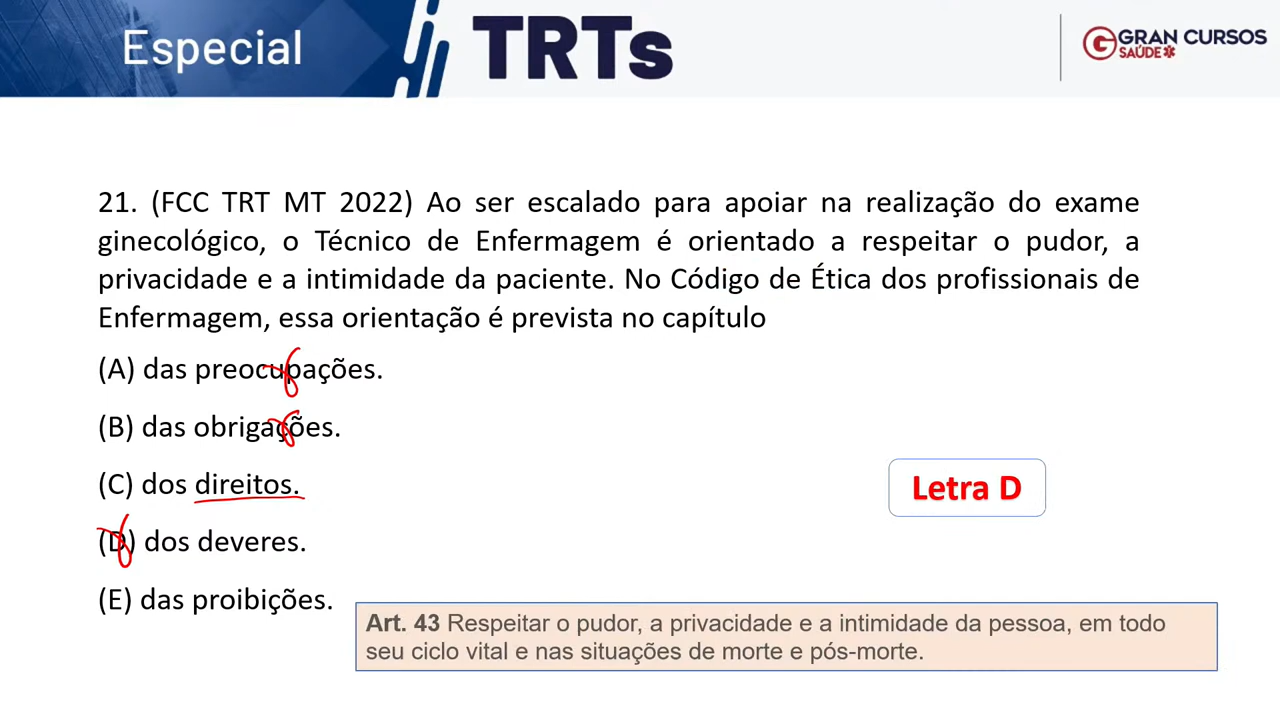 Especial
TRTs
GRAN CURSOS
SAÚDE
21. (FCC TRT MT 2022) Ao ser escalado para apoiar na realização do exame
ginecológico, o Técnico de Enfermagem é orientado a respeitar o pudor, a
privacidade e a intimidade da paciente. No Código de Ética dos profissionais de
Enfermagem, essa orientação é prevista no capítulo
(A) das preocupações.
(B) das obrigações.
(C) dos direitos.
(D) dos deveres.
(E) das proibições.
Letra D
Art. 43 Respeitar o pudor, a privacidade e a intimidade da pessoa, em todo
seu ciclo vital e nas situações de morte e pós-morte.